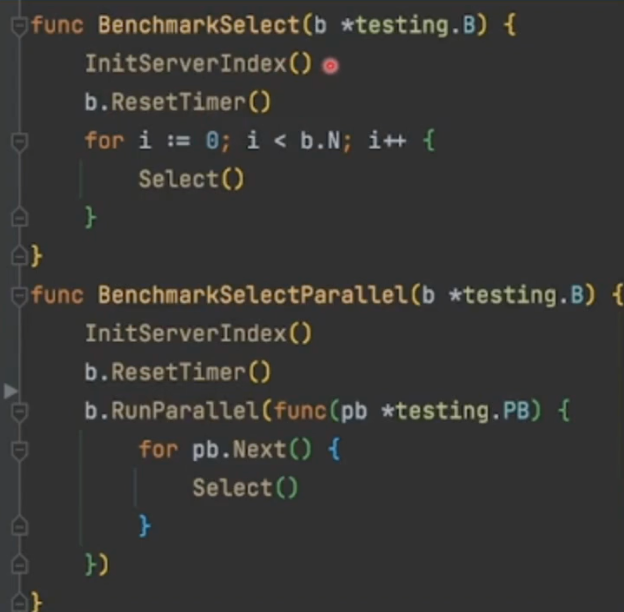 func BenchmarkSelect(b *testing.B) {
    InitServerIndex()
    b.ResetTimer()
    for i := 0; i < b.N; i++ {
        Select()
    }
}
func BenchmarkSelectParallel(b *testing.B) {
    InitServerIndex()
    b.ResetTimer()
    b.RunParallel(func(pb *testing.PB) {
        for pb.Next() {
            Select()
        }
    })
}